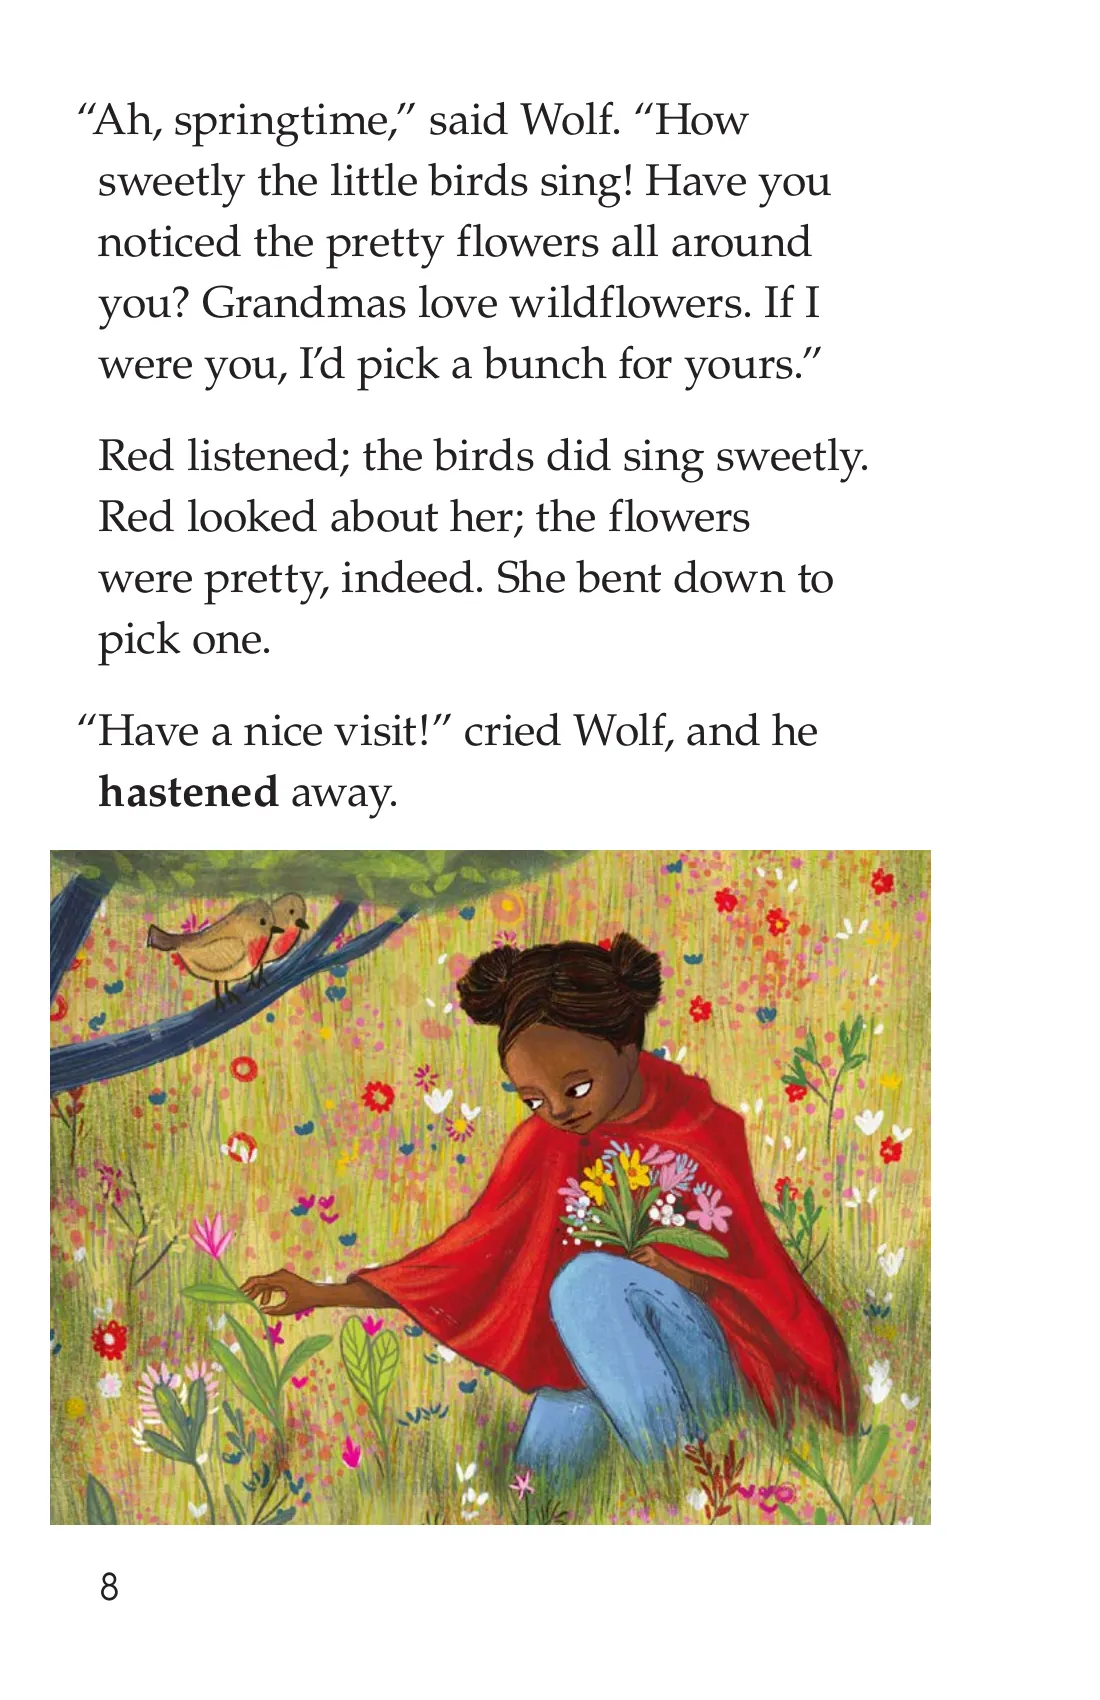 “Ah, springtime,” said Wolf. “How
sweetly the little birds sing! Have you
noticed the pretty flowers all around
you? Grandmas love wildflowers. If I
were you, I’d pick a bunch for yours.”
Red listened; the birds did sing sweetly.
Red looked about her; the flowers
were pretty, indeed. She bent down to
pick one.
“Have a nice visit!” cried Wolf, and he
hastened away.
8